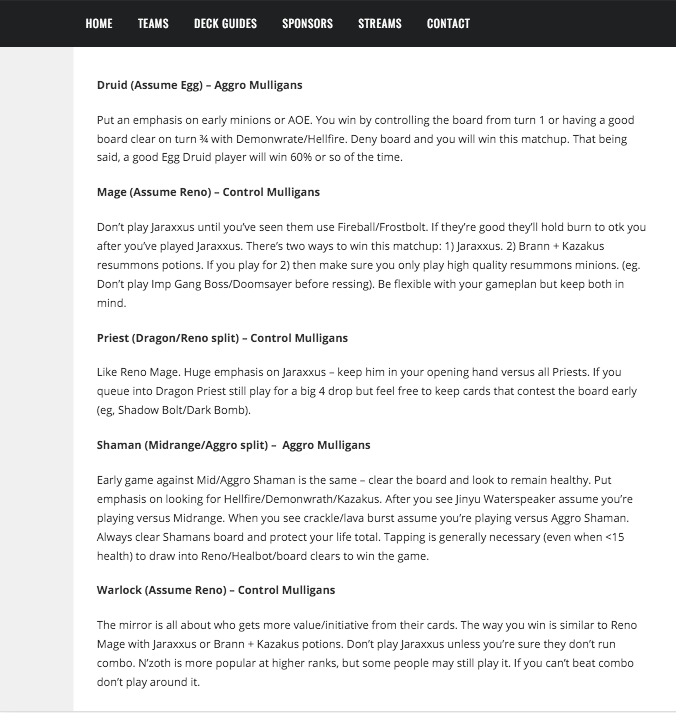 HOME TEAMS DECK GUIDES SPONSORS STREAMS CONTACT
Druid (Assume Egg) – Aggro Mulligans
Put an emphasis on early minions or AOE. You win by controlling the board from turn 1 or having a good
board clear on turn ¾ with Demonwrate/Hellfire. Deny board and you will win this matchup. That being
said, a good Egg Druid player will win 60% or so of the time.
Mage (Assume Reno) – Control Mulligans
Don’t play Jaraxxus until you’ve seen them use Fireball/Frostbolt. If they’re good they’ll hold burn to otk you
after you’ve played Jaraxxus. There’s two ways to win this matchup: 1) Jaraxxus. 2) Brann + Kazakus
resummons potions. If you play for 2) then make sure you only play high quality resummons minions. (eg.
Don’t play Imp Gang Boss/Doomsayer before ressing). Be flexible with your gameplan but keep both in
mind.
Priest (Dragon/Reno split) – Control Mulligans
Like Reno Mage. Huge emphasis on Jaraxxus – keep him in your opening hand versus all Priests. If you
queue into Dragon Priest still play for a big 4 drop but feel free to keep cards that contest the board early
(eg, Shadow Bolt/Dark Bomb).
Shaman (Midrange/Aggro split) – Aggro Mulligans
Early game against Mid/Aggro Shaman is the same – clear the board and look to remain healthy. Put
emphasis on looking for Hellfire/Demonwrath/Kazakus. After you see Jinyu Waterspeaker assume you’re
playing versus Midrange. When you see crackle/lava burst assume you’re playing versus Aggro Shaman.
Always clear Shamans board and protect your life total. Tapping is generally necessary (even when <15
health) to draw into Reno/Healbot/board clears to win the game.
Warlock (Assume Reno) – Control Mulligans
The mirror is all about who gets more value/initiative from their cards. The way you win is similar to Reno
Mage with Jaraxxus or Brann + Kazakus potions. Don’t play Jaraxxus unless you’re sure they don’t run
combo. N’zoth is more popular at higher ranks, but some people may still play it. If you can’t beat combo
don’t play around it.